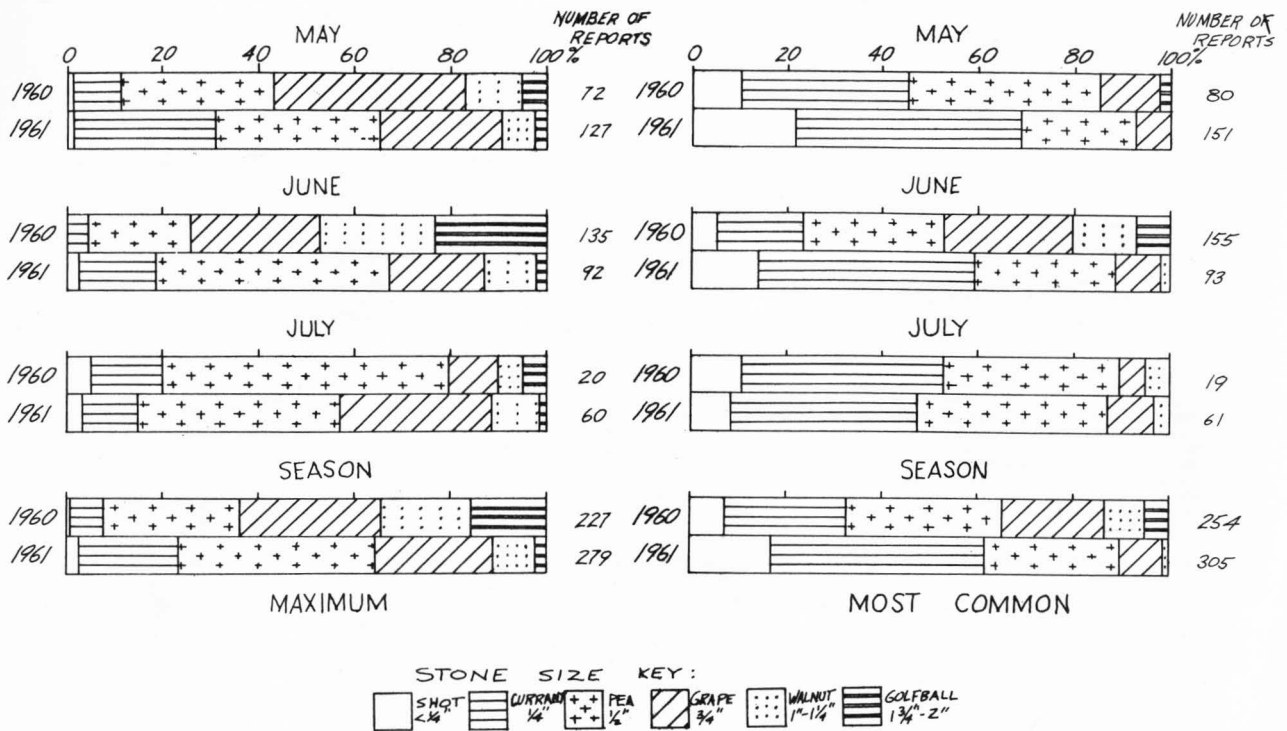 NUMBER OF
REPORTS
MAY
0 20 40 60 80 100%
1960 72
1961 127
JUNE
1960 135
1961 92
JULY
1960 20
1961 60
SEASON
1960 227
1961 279
MAXIMUM
NUMBER OF
REPORTS
MAY
0 20 40 60 80 100%
1960 80
1961 151
JUNE
1960 155
1961 93
JULY
1960 19
1961 61
SEASON
1960 254
1961 305
MOST COMMON
STONE SIZE KEY:
SHOT CURRANT PEA GRAPE WALNUT GOLFBALL
<1/4" 1/4" 1/2" 3/4" 1"-1 1/4" 1 3/4"-2"